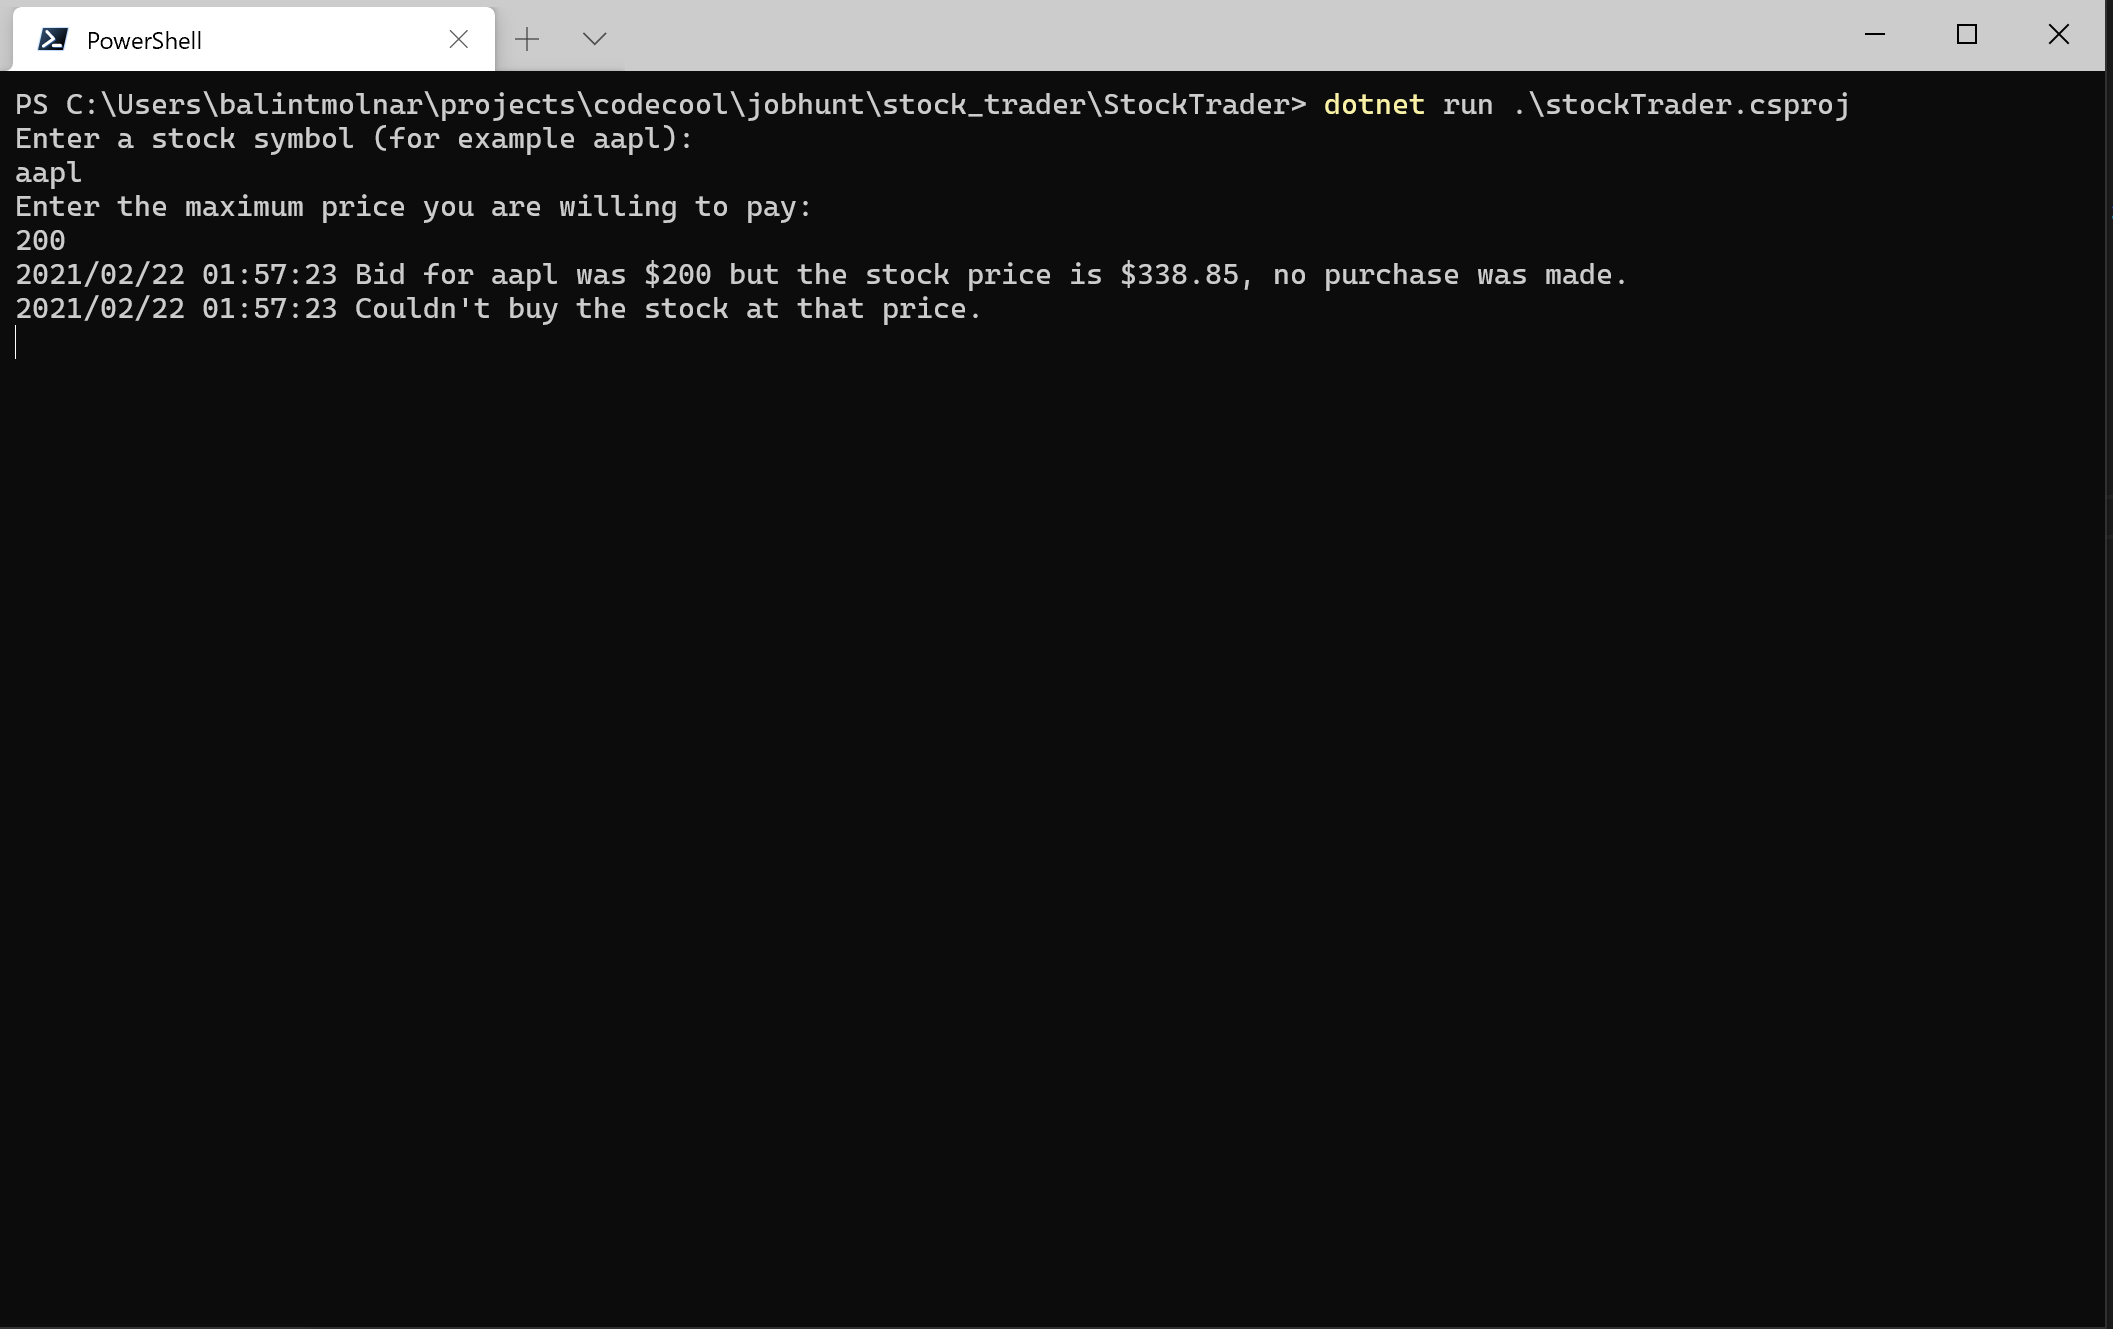 PowerShell
PS C:\Users\balintmolnar\projects\codecool\jobhunt\stock_trader\StockTrader> dotnet run .\stockTrader.csproj
Enter a stock symbol (for example aapl):
aapl
Enter the maximum price you are willing to pay:
200
2021/02/22 01:57:23 Bid for aapl was $200 but the stock price is $338.85, no purchase was made.
2021/02/22 01:57:23 Couldn't buy the stock at that price.